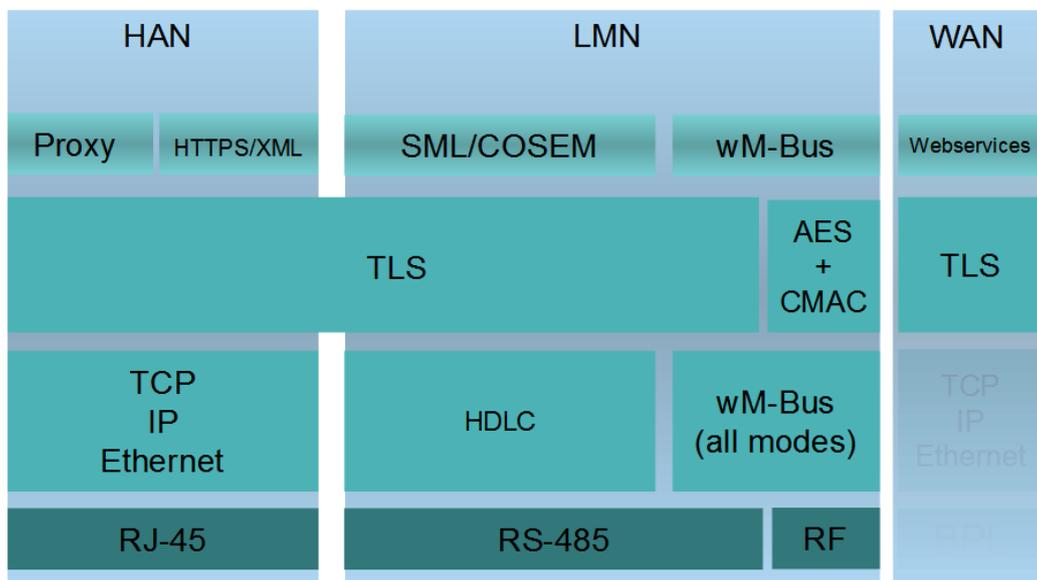 HAN
LMN
WAN
Proxy
HTTPS/XML
SML/COSEM
wM-Bus
Webservices
TLS
AES
+
CMAC
TLS
TCP
IP
Ethernet
HDLC
wM-Bus
(all modes)
TCP
IP
Ethernet
RJ-45
RS-485
RF